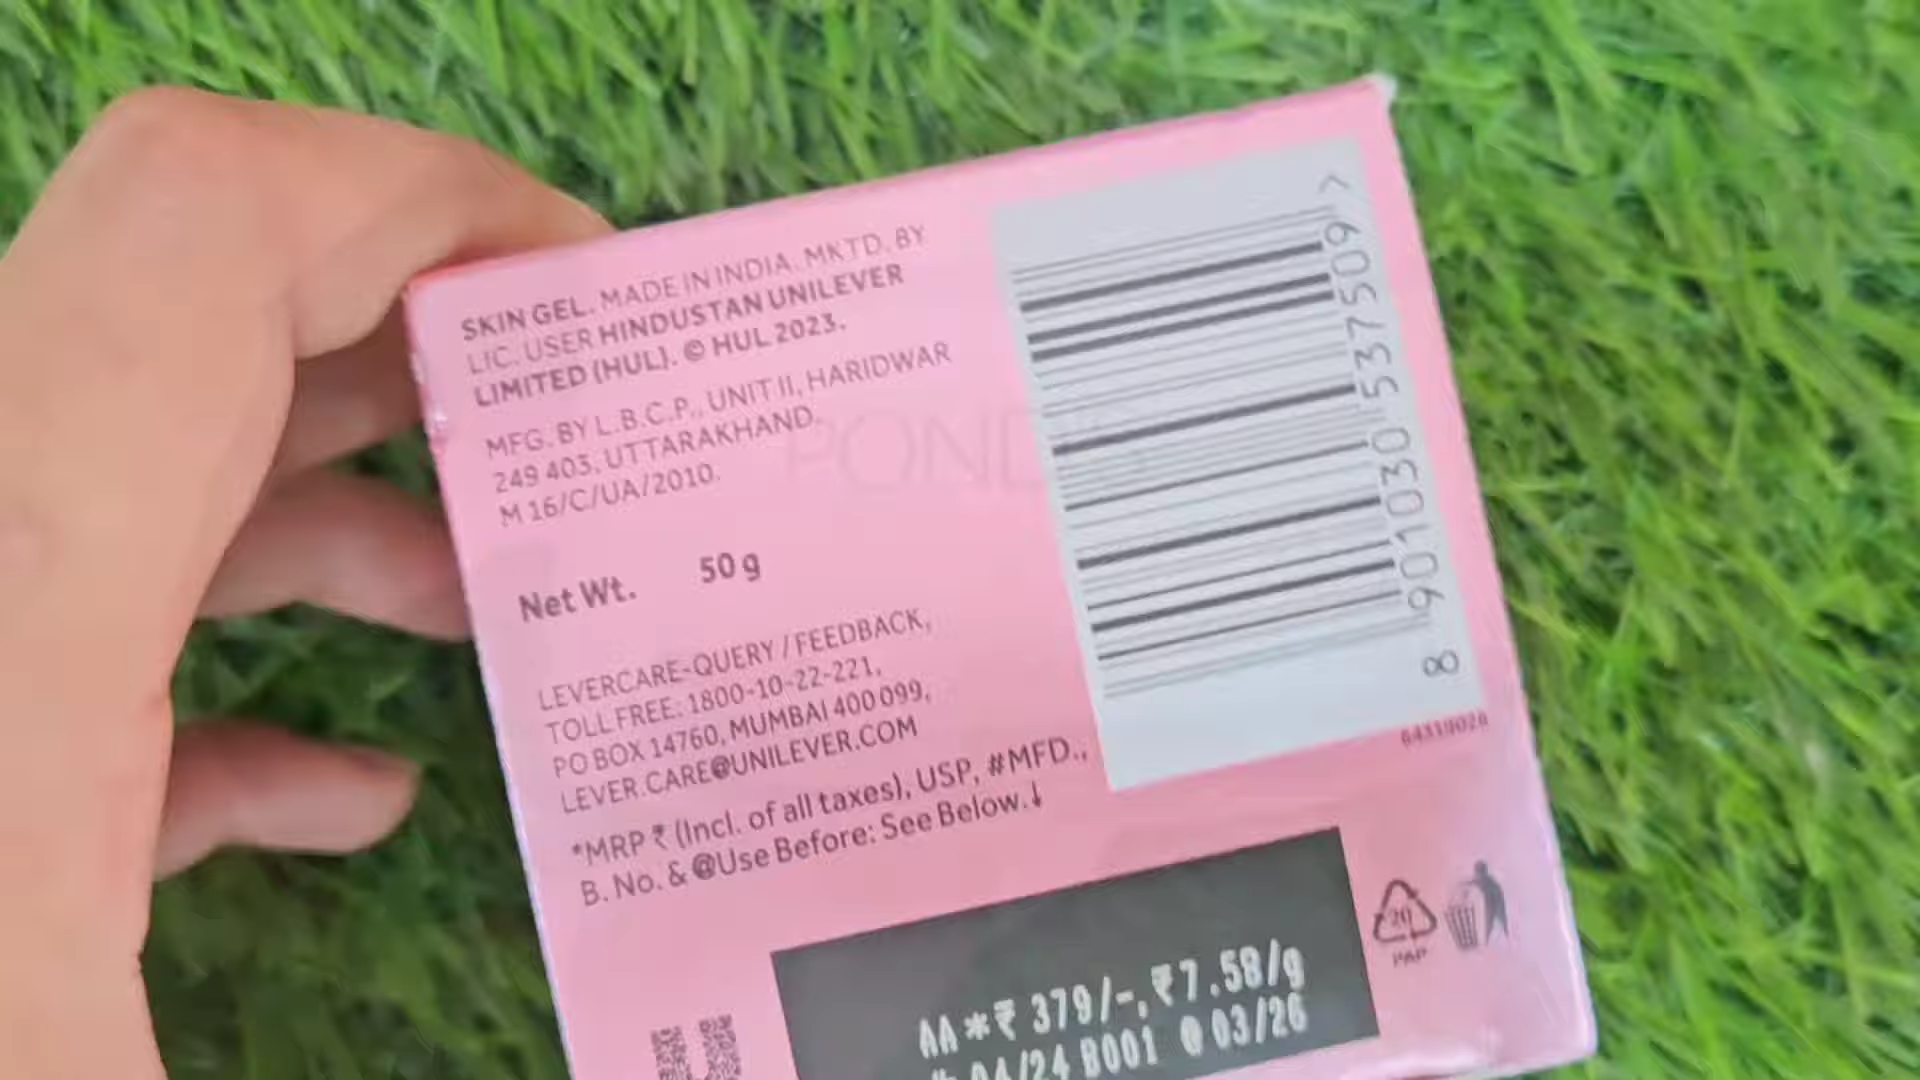 SKIN GEL. MADE IN INDIA. MKTD. BY
LIC. USER HINDUSTAN UNILEVER
LIMITED (HUL). © HUL 2023.
MFG. BY L.B.C.P., UNIT II, HARIDWAR
249 403, UTTARAKHAND.
M 16/C/UA/2010.
POND'S
Net Wt. 50 g
LEVERCARE-QUERY / FEEDBACK,
TOLL FREE: 1800-10-22-221,
PO BOX 14760, MUMBAI 400 099,
LEVER.CARE@UNILEVER.COM
*MRP ₹ (Incl. of all taxes), USP, #MFD.,
B. No. & @Use Before: See Below.↓
8 901030 537509 >
64319026
20
PAP
AA *₹ 379/-, ₹7.58/g
# 04/24 B001 @ 03/26